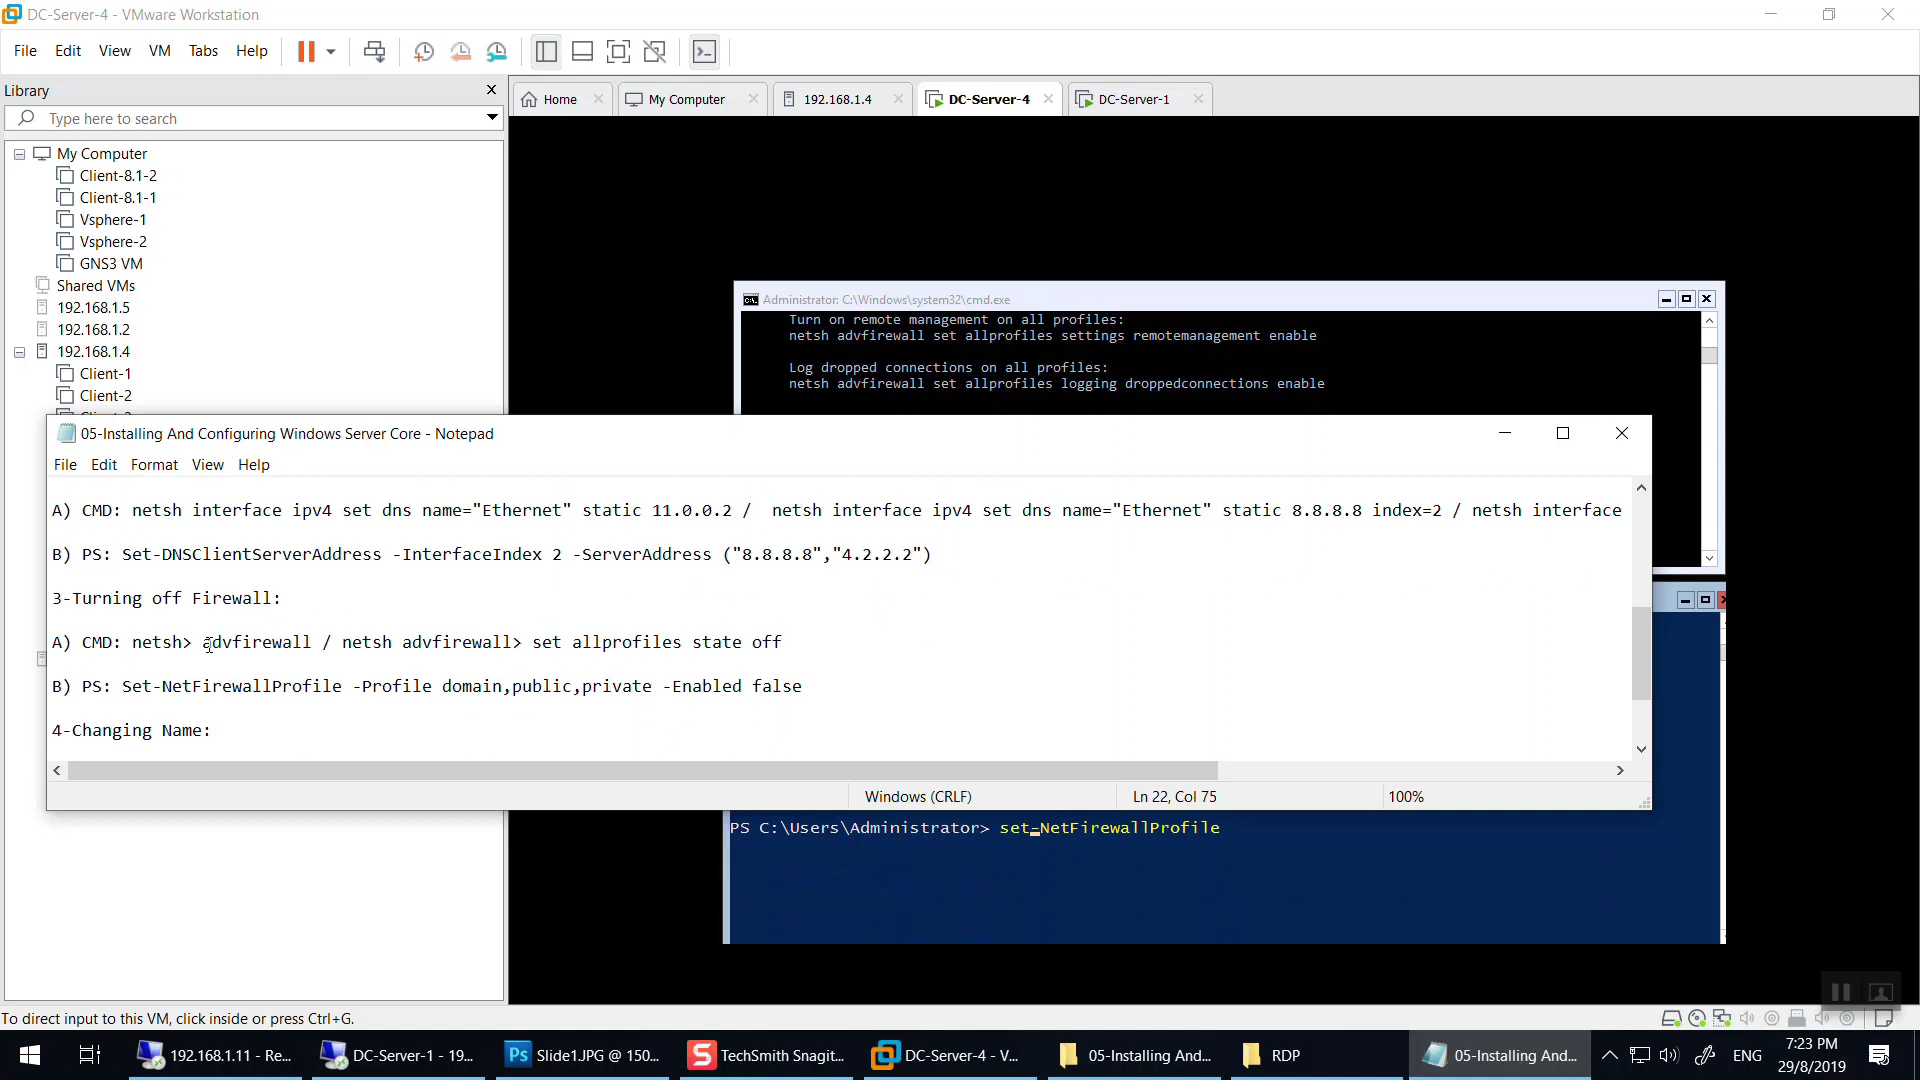 DC-Server-4 - VMware Workstation
File Edit View VM Tabs Help
Library
Type here to search
Home
My Computer
192.168.1.4
DC-Server-4
DC-Server-1
My Computer
Client-8.1-2
Client-8.1-1
Vsphere-1
Vsphere-2
GNS3 VM
Shared VMs
192.168.1.5
192.168.1.2
192.168.1.4
Client-1
Client-2
Administrator: C:\Windows\system32\cmd.exe
Turn on remote management on all profiles:
netsh advfirewall set allprofiles settings remotemanagement enable
Log dropped connections on all profiles:
netsh advfirewall set allprofiles logging droppedconnections enable
05-Installing And Configuring Windows Server Core - Notepad
File Edit Format View Help
A) CMD: netsh interface ipv4 set dns name="Ethernet" static 11.0.0.2 /  netsh interface ipv4 set dns name="Ethernet" static 8.8.8.8 index=2 / netsh interface
B) PS: Set-DNSClientServerAddress -InterfaceIndex 2 -ServerAddress ("8.8.8.8","4.2.2.2")
3-Turning off Firewall:
A) CMD: netsh> advfirewall / netsh advfirewall> set allprofiles state off
B) PS: Set-NetFirewallProfile -Profile domain,public,private -Enabled false
4-Changing Name:
Windows (CRLF)
Ln 22, Col 75
100%
PS C:\Users\Administrator> set-NetFirewallProfile
To direct input to this VM, click inside or press Ctrl+G.
192.168.1.11 - Re...
DC-Server-1 - 19...
Slide1.JPG @ 150...
TechSmith Snagit...
DC-Server-4 - V...
05-Installing And...
RDP
05-Installing And...
ENG
7:23 PM
29/8/2019